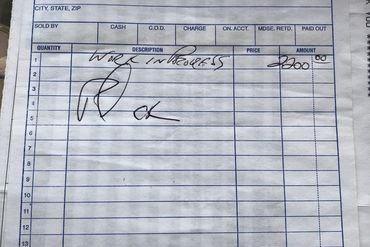 CITY, STATE, ZIP
SOLD BY CASH C.O.D. CHARGE ON. ACCT. MDSE. RETD. PAID OUT
QUANTITY DESCRIPTION PRICE AMOUNT
1 WORK IN PROGRESS 2200 00
2
3
4
5 CK
6
7
8
9
10
11
12
13